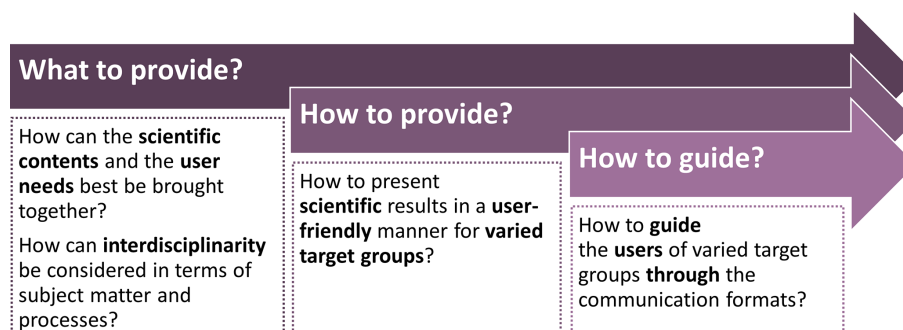 What to provide?
How can the scientific
contents and the user
needs best be brought
together?
How can interdisciplinarity
be considered in terms of
subject matter and
processes?
How to provide?
How to present
scientific results in a user-
friendly manner for varied
target groups?
How to guide?
How to guide
the users of varied target
groups through the
communication formats?